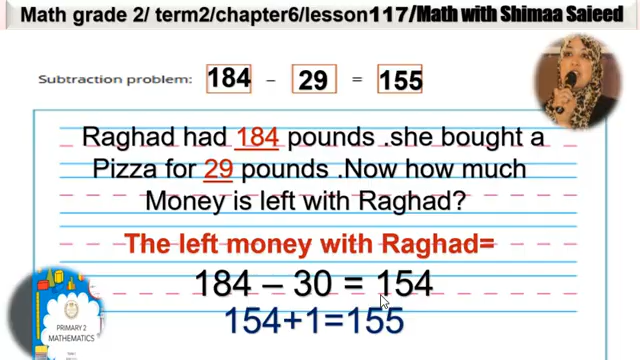 Math grade 2/ term2/chapter6/lesson117/Math with Shimaa Saieed
Subtraction problem: 184 – 29 = 155
Raghad had 184 pounds .she bought a
Pizza for 29 pounds .Now how much
Money is left with Raghad?
The left money with Raghad=
184 – 30 = 154
154+1=155
PRIMARY 2
MATHEMATICS